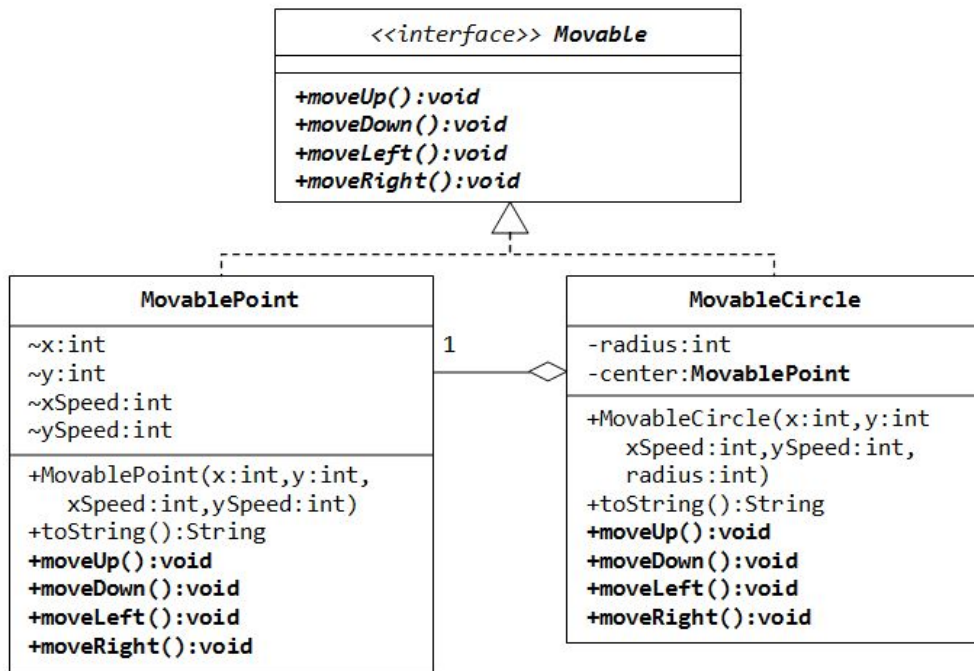 <<interface>> Movable
+moveUp():void
+moveDown():void
+moveLeft():void
+moveRight():void
MovablePoint
~x:int
~y:int
~xSpeed:int
~ySpeed:int
+MovablePoint(x:int,y:int,
xSpeed:int,ySpeed:int)
+toString():String
+moveUp():void
+moveDown():void
+moveLeft():void
+moveRight():void
1
MovableCircle
-radius:int
-center:MovablePoint
+MovableCircle(x:int,y:int
xSpeed:int,ySpeed:int,
radius:int)
+toString():String
+moveUp():void
+moveDown():void
+moveLeft():void
+moveRight():void